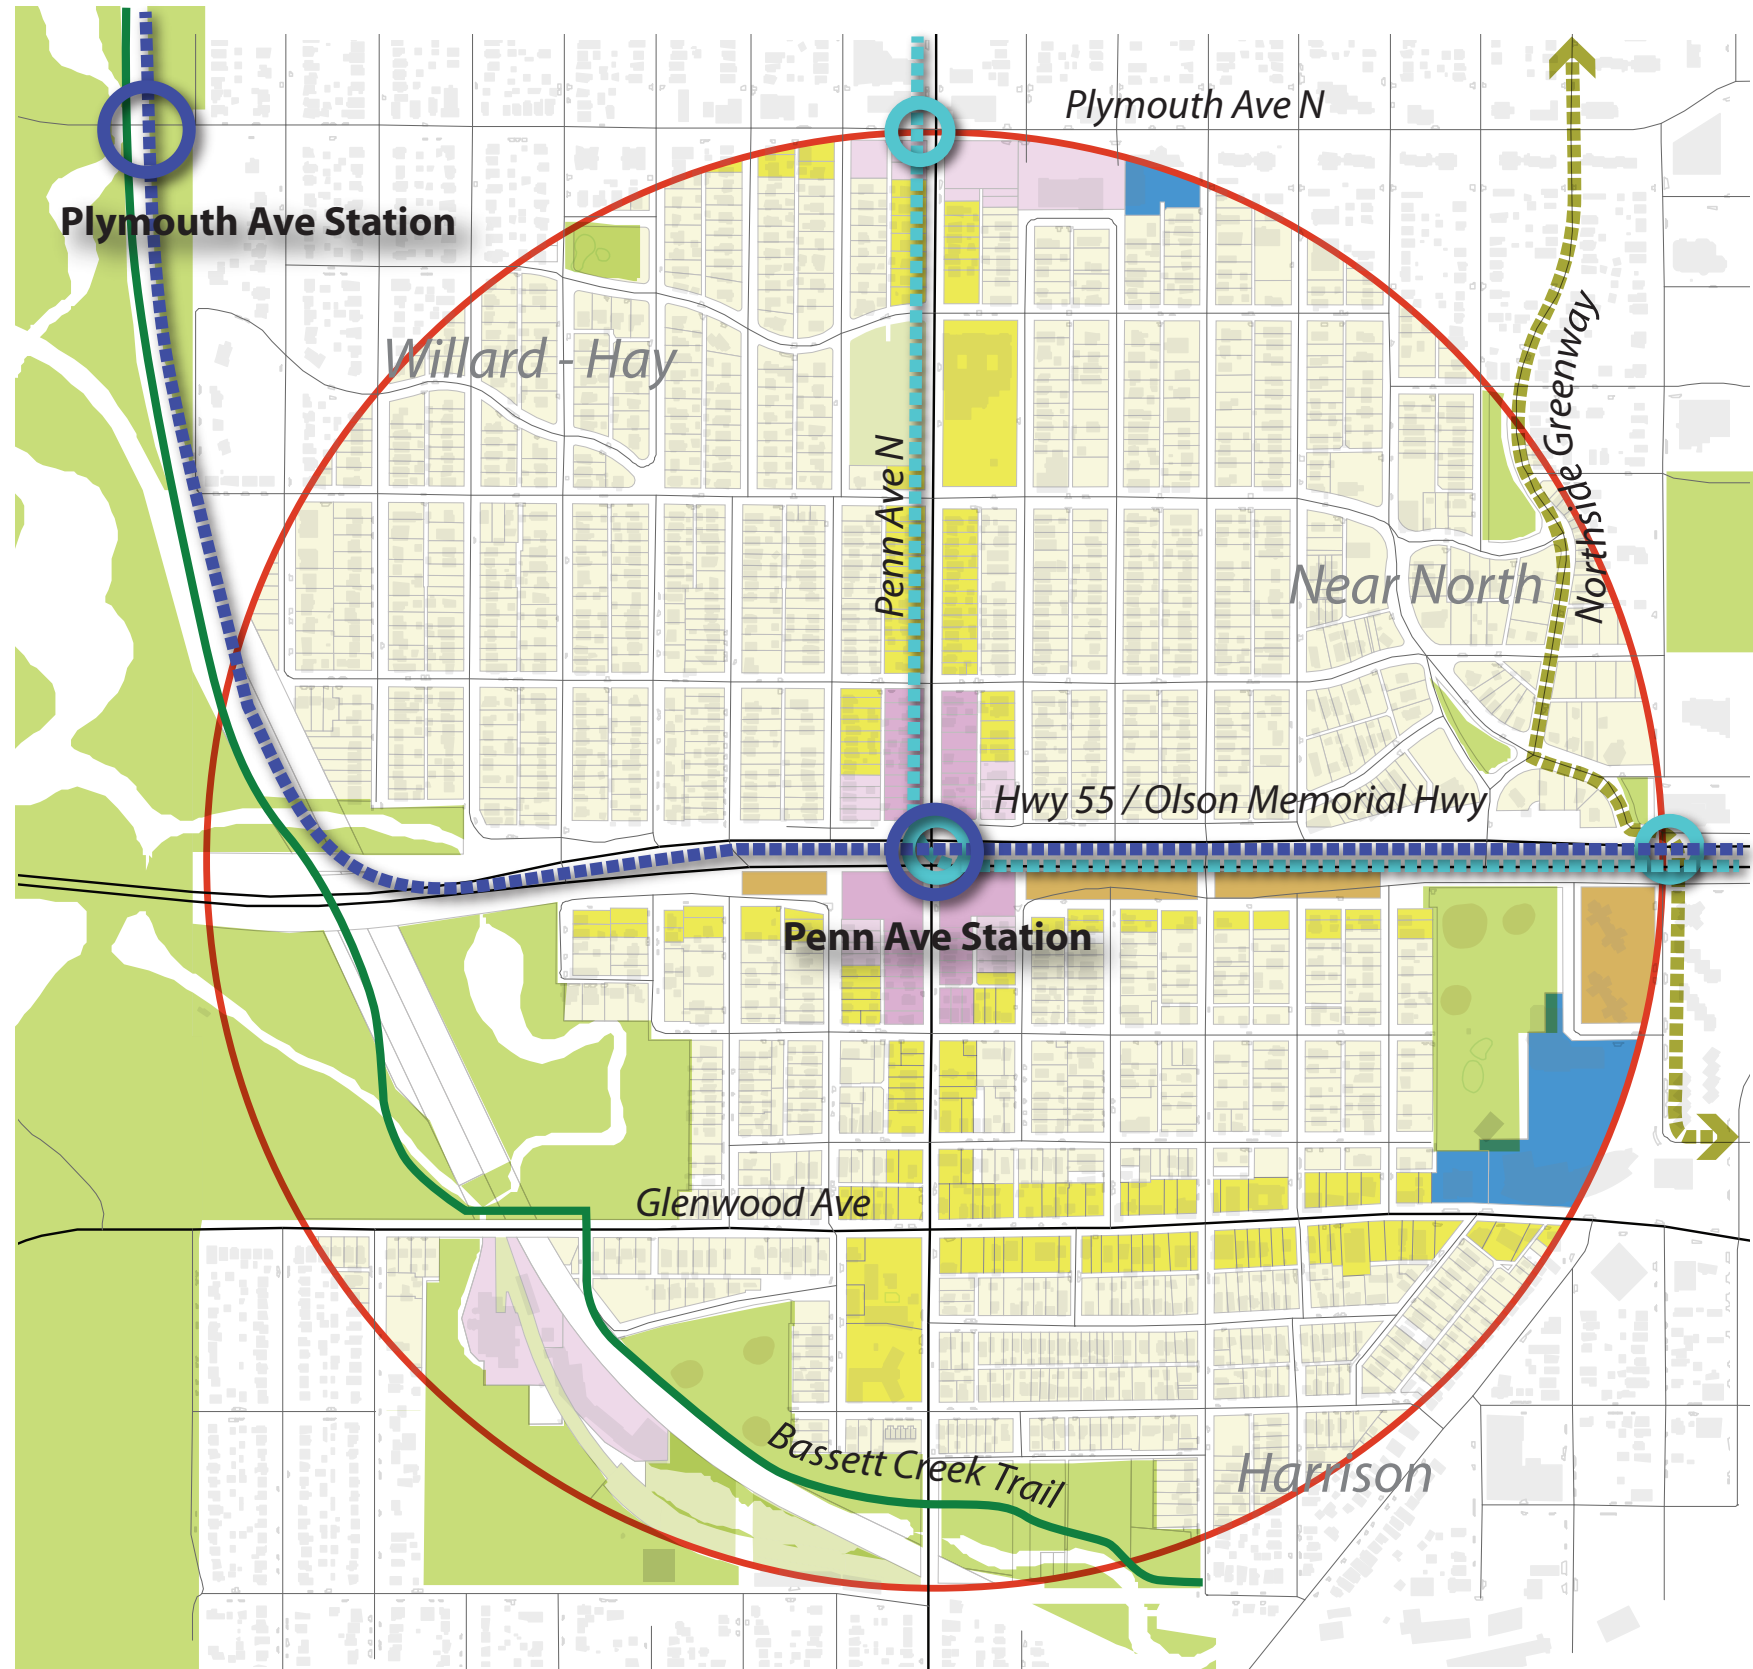 Plymouth Ave N
Plymouth Ave Station
Willard - Hay
Northside Greenway
Penn Ave N
Near North
Hwy 55 / Olson Memorial Hwy
Penn Ave Station
Glenwood Ave
Bassett Creek Trail
Harrison